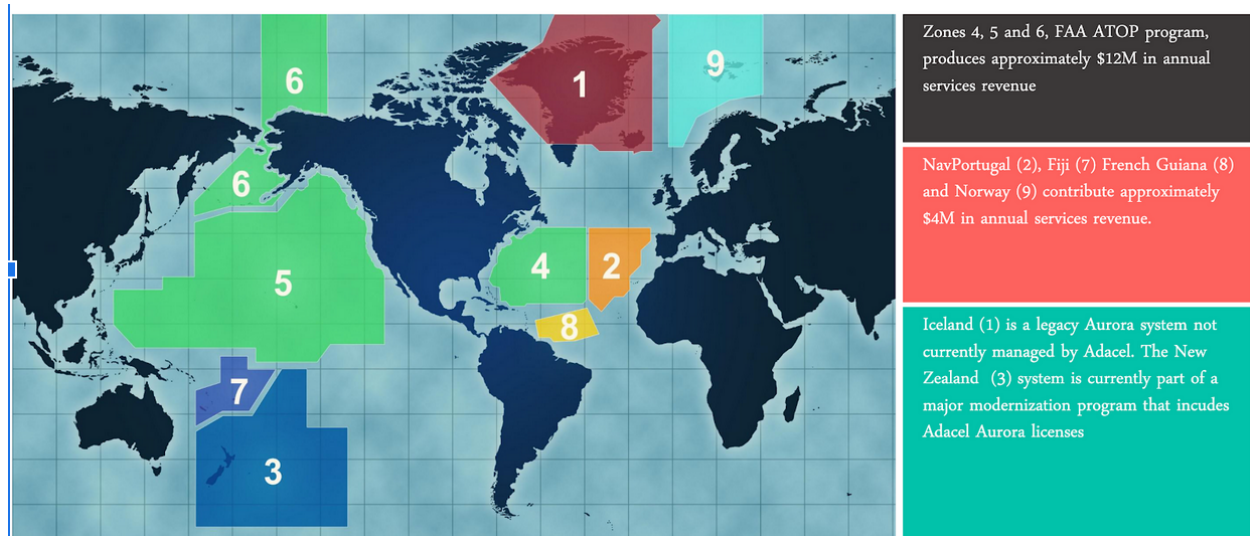 6
1
9
6
5
4
2
8
7
3
Zones 4, 5 and 6, FAA ATOP program,
produces approximately $12M in annual
services revenue
NavPortugal (2), Fiji (7) French Guiana (8)
and Norway (9) contribute approximately
$4M in annual services revenue.
Iceland (1) is a legacy Aurora system not
currently managed by Adacel. The New
Zealand (3) system is currently part of a
major modernization program that incudes
Adacel Aurora licenses